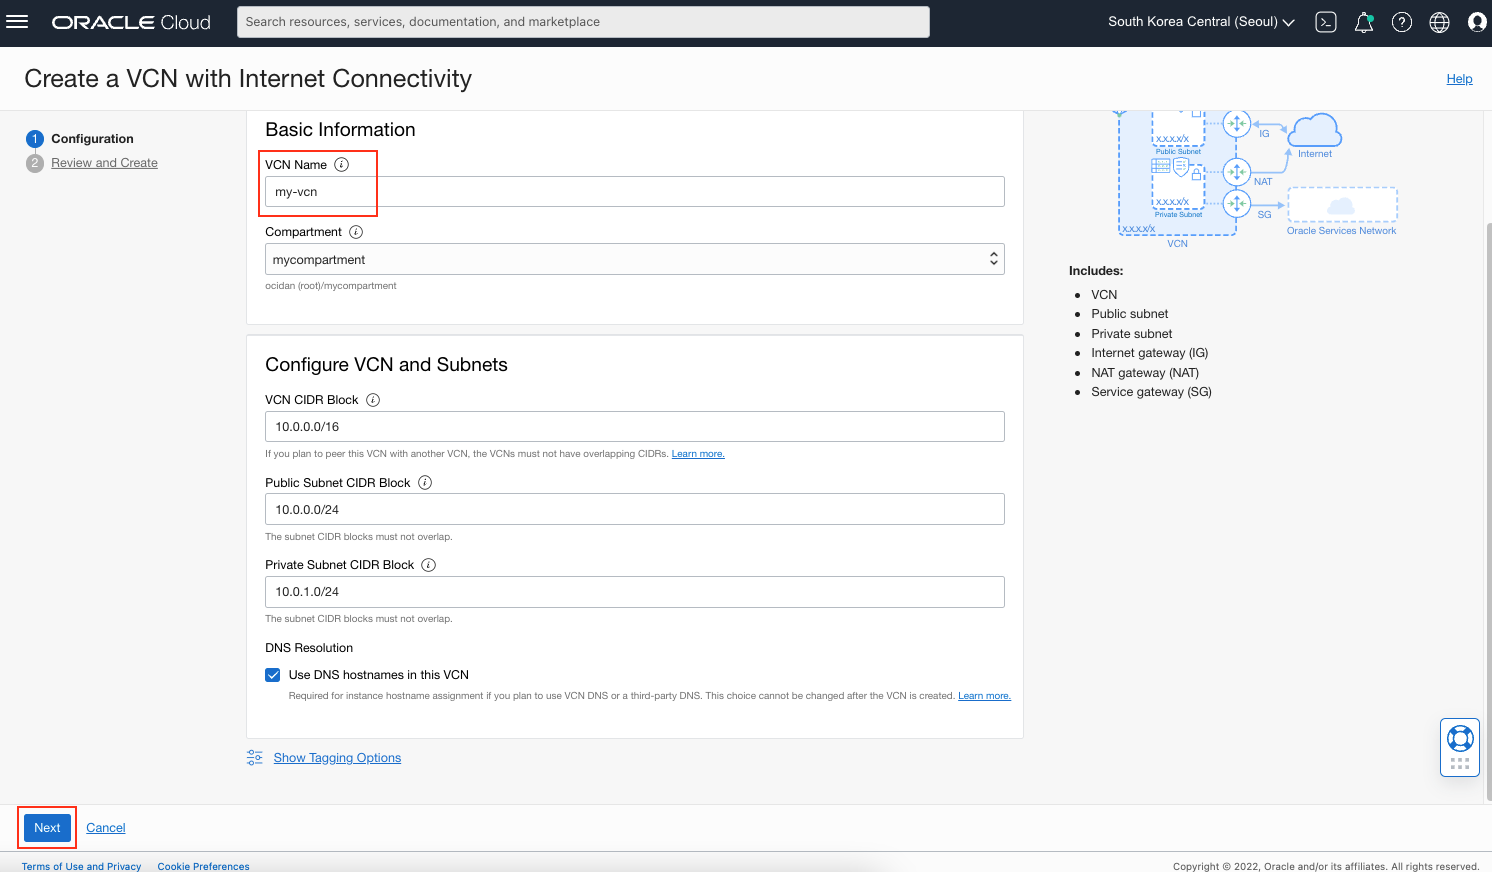 ORACLE Cloud
Search resources, services, documentation, and marketplace
South Korea Central (Seoul)
Create a VCN with Internet Connectivity
Help
1 Configuration
2 Review and Create
Basic Information
VCN Name
my-vcn
Compartment
mycompartment
ocidan (root)/mycompartment
Configure VCN and Subnets
VCN CIDR Block
10.0.0.0/16
If you plan to peer this VCN with another VCN, the VCNs must not have overlapping CIDRs. Learn more.
Public Subnet CIDR Block
10.0.0.0/24
The subnet CIDR blocks must not overlap.
Private Subnet CIDR Block
10.0.1.0/24
The subnet CIDR blocks must not overlap.
DNS Resolution
Use DNS hostnames in this VCN
Required for instance hostname assignment if you plan to use VCN DNS or a third-party DNS. This choice cannot be changed after the VCN is created. Learn more.
Show Tagging Options
X.X.X.X/X
Public Subnet
IG
Internet
NAT
X.X.X.X/X
Private Subnet
SG
Oracle Services Network
X.X.X.X/X
VCN
Includes:
VCN
Public subnet
Private subnet
Internet gateway (IG)
NAT gateway (NAT)
Service gateway (SG)
Next
Cancel
Terms of Use and Privacy
Cookie Preferences
Copyright © 2022, Oracle and/or its affiliates. All rights reserved.